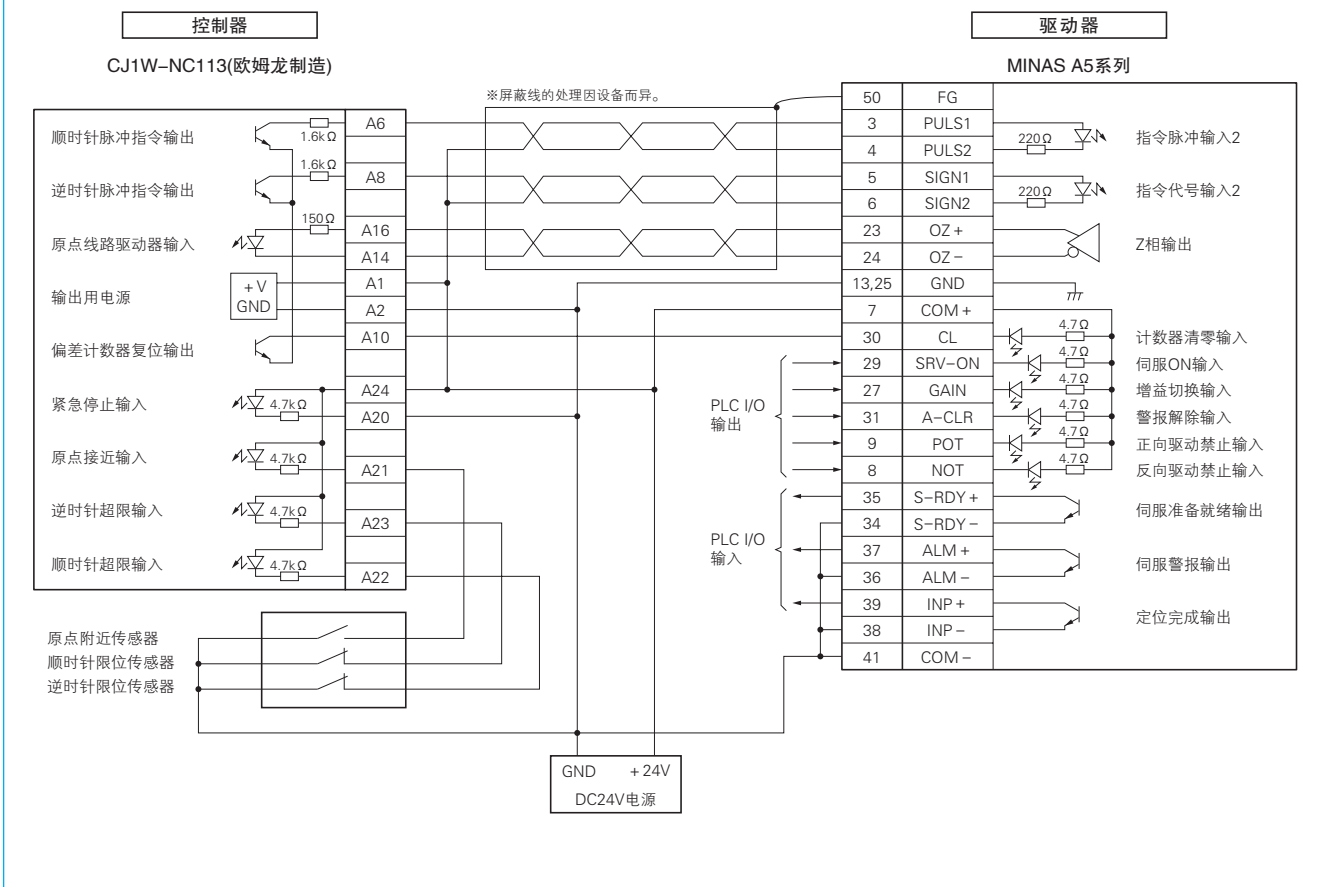 控制器
CJ1W-NC113(欧姆龙制造)
顺时针脉冲指令输出
1.6kΩ
A6
逆时针脉冲指令输出
1.6kΩ
A8
原点线路驱动器输入
150Ω
A16
A14
输出用电源
+V
GND
A1
A2
偏差计数器复位输出
A10
紧急停止输入
4.7kΩ
A24
A20
原点接近输入
4.7kΩ
A21
逆时针超限输入
4.7kΩ
A23
顺时针超限输入
4.7kΩ
A22
原点附近传感器
顺时针限位传感器
逆时针限位传感器
※屏蔽线的处理因设备而异。
PLC I/O
输出
PLC I/O
输入
GND +24V
DC24V电源
驱动器
MINAS A5系列
50 FG
3 PULS1
4 PULS2
220Ω
指令脉冲输入2
5 SIGN1
6 SIGN2
220Ω
指令代号输入2
23 OZ+
24 OZ-
Z相输出
13,25 GND
7 COM+
30 CL 4.7Ω 计数器清零输入
29 SRV-ON 4.7Ω 伺服ON输入
27 GAIN 4.7Ω 增益切换输入
31 A-CLR 4.7Ω 警报解除输入
9 POT 4.7Ω 正向驱动禁止输入
8 NOT 4.7Ω 反向驱动禁止输入
35 S-RDY+
34 S-RDY-
伺服准备就绪输出
37 ALM+
36 ALM-
伺服警报输出
39 INP+
38 INP-
定位完成输出
41 COM-